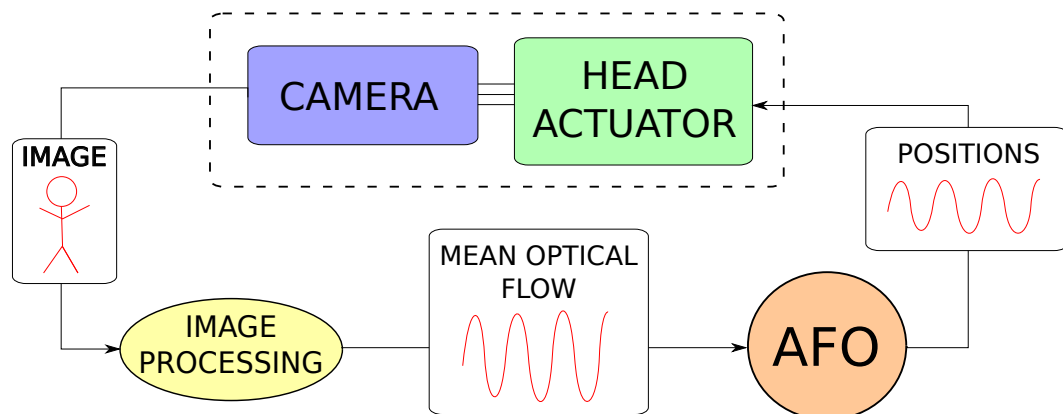 CAMERA
HEAD
ACTUATOR
IMAGE
POSITIONS
MEAN OPTICAL
FLOW
IMAGE
PROCESSING
AFO